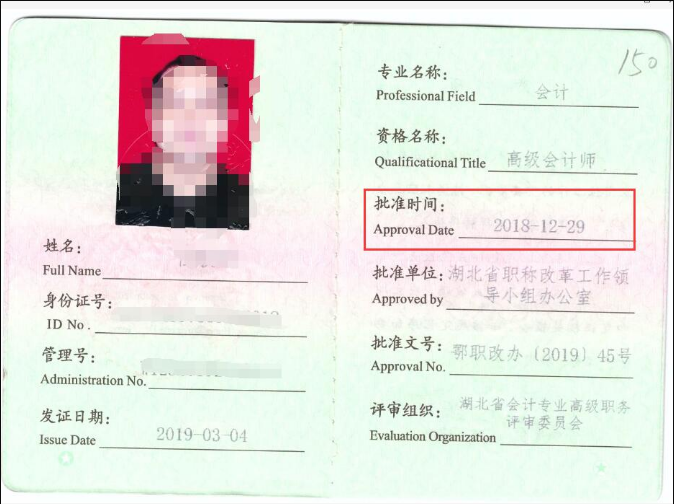 150
姓名:
Full Name
身份证号:
ID No.
管理号:
Administration No.
发证日期:
Issue Date 2019-03-04
专业名称:
Professional Field 会计
资格名称:
Qualificational Title 高级会计师
批准时间:
Approval Date 2018-12-29
批准单位: 湖北省职称改革工作领
Approved by 导小组办公室
批准文号: 鄂职改办〔2019〕45号
Approval No.
评审组织: 湖北省会计专业高级职务
评审委员会
Evaluation Organization